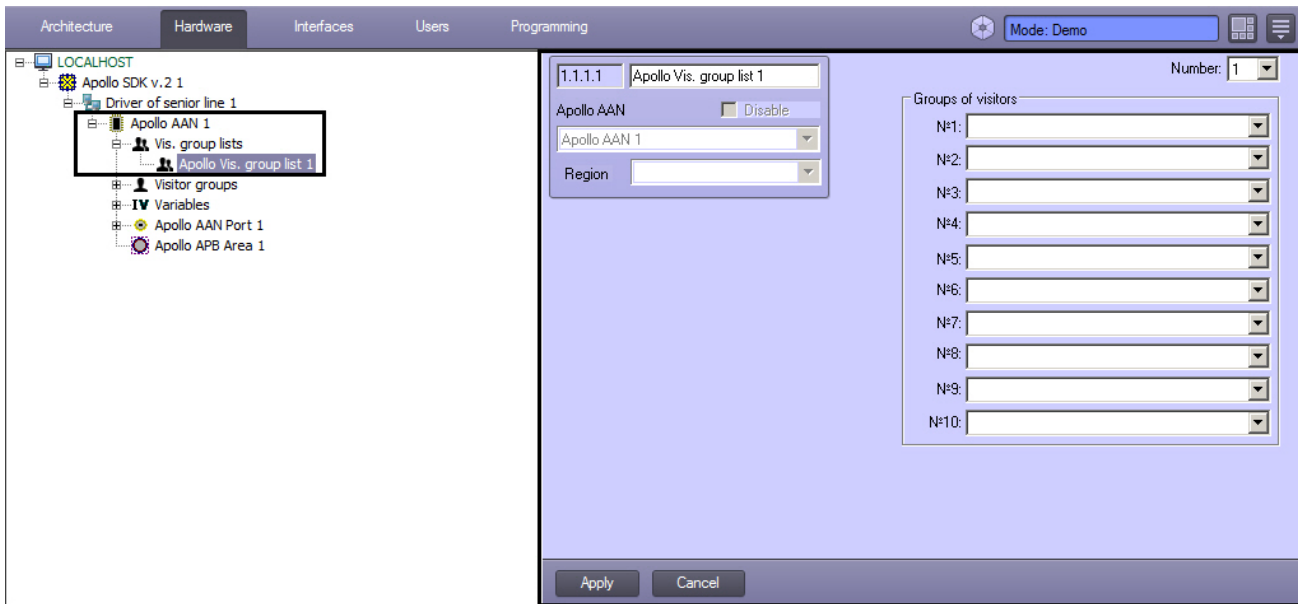 Architecture Hardware Interfaces Users Programming Mode: Demo
LOCALHOST
Apollo SDK v.2 1
Driver of senior line 1
Apollo AAN 1
Vis. group lists
Apollo Vis. group list 1
Visitor groups
IV Variables
Apollo AAN Port 1
Apollo APB Area 1
1.1.1.1 Apollo Vis. group list 1
Apollo AAN Disable
Apollo AAN 1
Region
Number: 1
Groups of visitors
Nº1:
Nº2:
Nº3:
Nº4:
Nº5:
Nº6:
Nº7:
Nº8:
Nº9:
Nº10:
Apply Cancel